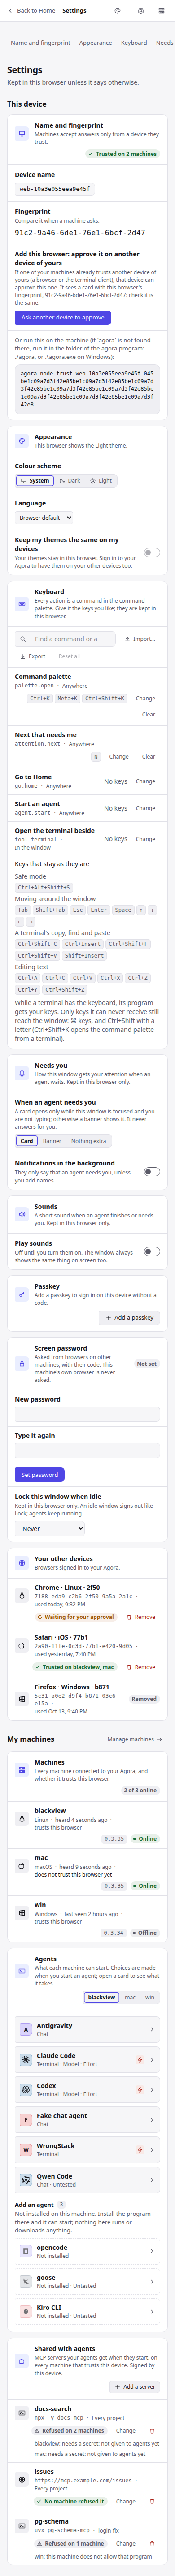 Back to Home
Settings
Name and fingerprint
Appearance
Keyboard
Needs
Settings
Kept in this browser unless it says otherwise.
This device
Name and fingerprint
Machines accept answers only from a device they
trust.
Trusted on 2 machines
Device name
web-10a3e055eea9e45f
Fingerprint
Compare it when a machine asks.
91c2-9a46-6de1-76e1-6bcf-2d47
Add this browser: approve it on another
device of yours
If one of your machines already trusts another device of
yours (a phone or the terminal client), that device can
approve this one. It sees a card with this browser's
fingerprint, 91c2-9a46-6de1-76e1-6bcf-2d47: check it is
the same.
Ask another device to approve
Or run this on the machine (if `agora` is not found
there, run it in the folder of the agora program:
./agora, or .\agora.exe on Windows):
Appearance
This browser shows the Light theme.
Colour scheme
System
Dark
Light
Language
Browser default
Keep my themes the same on my
devices
Your themes stay in this browser. Sign in to your
Agora to have them on your other devices too.
Keyboard
Every action is a command in the command
palette. Give it the keys you like; they are kept in
this browser.
Find a command or a
Import...
Export
Reset all
Command palette
palette.open · Anywhere
Ctrl+K
Meta+K
Ctrl+Shift+K
Change
Clear
Next that needs me
attention.next · Anywhere
N
Change
Clear
Go to Home
go.home · Anywhere
No keys
Change
Start an agent
agent.start · Anywhere
No keys
Change
Open the terminal beside
tool.terminal ·
In the window
No keys
Change
Keys that stay as they are
Safe mode
Ctrl+Alt+Shift+S
Moving around the window
Tab
Shift+Tab
Esc
Enter
Space
↑
↓
←
→
A terminal's copy, find and paste
Ctrl+Shift+C
Ctrl+Insert
Ctrl+Shift+F
Ctrl+Shift+V
Shift+Insert
Editing text
Ctrl+A
Ctrl+C
Ctrl+V
Ctrl+X
Ctrl+Z
Ctrl+Y
Ctrl+Shift+Z
While a terminal has the keyboard, its program
gets your keys. Only keys it can never receive still
reach the window: ⌘ keys, and Ctrl+Shift with a
letter (Ctrl+Shift+K opens the command palette
from a terminal).
Needs you
How this window gets your attention when an
agent waits. Kept in this browser only.
When an agent needs you
A card opens only while this window is focused and you
are not typing; otherwise a banner shows it. It never
answers for you.
Card
Banner
Nothing extra
Notifications in the background
They only say that an agent needs you, unless
you add names.
Sounds
A short sound when an agent finishes or needs
you. Kept in this browser only.
Play sounds
Off until you turn them on. The window always
shows the same thing on screen too.
Passkey
Add a passkey to sign in on this device without a
code.
Add a passkey
Screen password
Asked from browsers on other
machines, with their code. This
machine's own browser is never
asked.
Not set
New password
Type it again
Set password
Lock this window when idle
Kept in this browser only. An idle window signs out like
Lock; agents keep running.
Never
Your other devices
Browsers signed in to your Agora.
Chrome · Linux · 2f50
7188-eda9-c2b6-2f50-9a5a-2a1c ·
used today, 9:32 PM
Waiting for your approval
Remove
Safari · iOS · 77b1
2a90-11fe-0c3d-77b1-e420-9d05 ·
used yesterday, 7:40 PM
Trusted on blackview, mac
Remove
Firefox · Windows · b871
5c31-a0e2-d9f4-b871-03c6-
e15a ·
used Oct 13, 9:40 PM
Removed
My machines
Manage machines →
Machines
Every machine connected to your Agora, and
whether it trusts this browser.
2 of 3 online
blackview
Linux · heard 4 seconds ago ·
trusts this browser
0.3.35
Online
mac
macOS · heard 9 seconds ago ·
does not trust this browser yet
0.3.35
Online
win
Windows · last seen 2 hours ago ·
trusts this browser
0.3.34
Offline
Agents
What each machine can start. Choices are made
when you start an agent; open a card to see what
it takes.
blackview
mac
win
A
Antigravity
Chat
Claude Code
Terminal · Model · Effort
Codex
Terminal · Model · Effort
F
Fake chat agent
Chat
W
WrongStack
Terminal
Qwen Code
Chat · Untested
Add an agent
3
Not installed on this machine. Install the program
there and it can start; nothing here runs or
downloads anything.
opencode
Not installed
goose
Not installed · Untested
Kiro CLI
Not installed · Untested
Shared with agents
MCP servers your agents get when they start, on
every machine that trusts this device. Signed by
this device.
Add a server
docs-search
npx -y docs-mcp · Every project
Refused on 2 machines
Change
blackview: needs a secret: not given to agents yet
mac: needs a secret: not given to agents yet
issues
https://mcp.example.com/issues ·
Every project
No machine refused it
Change
pg-schema
uvx pg-schema-mcp · login-fix
Refused on 1 machine
Change
win: this machine does not allow that program